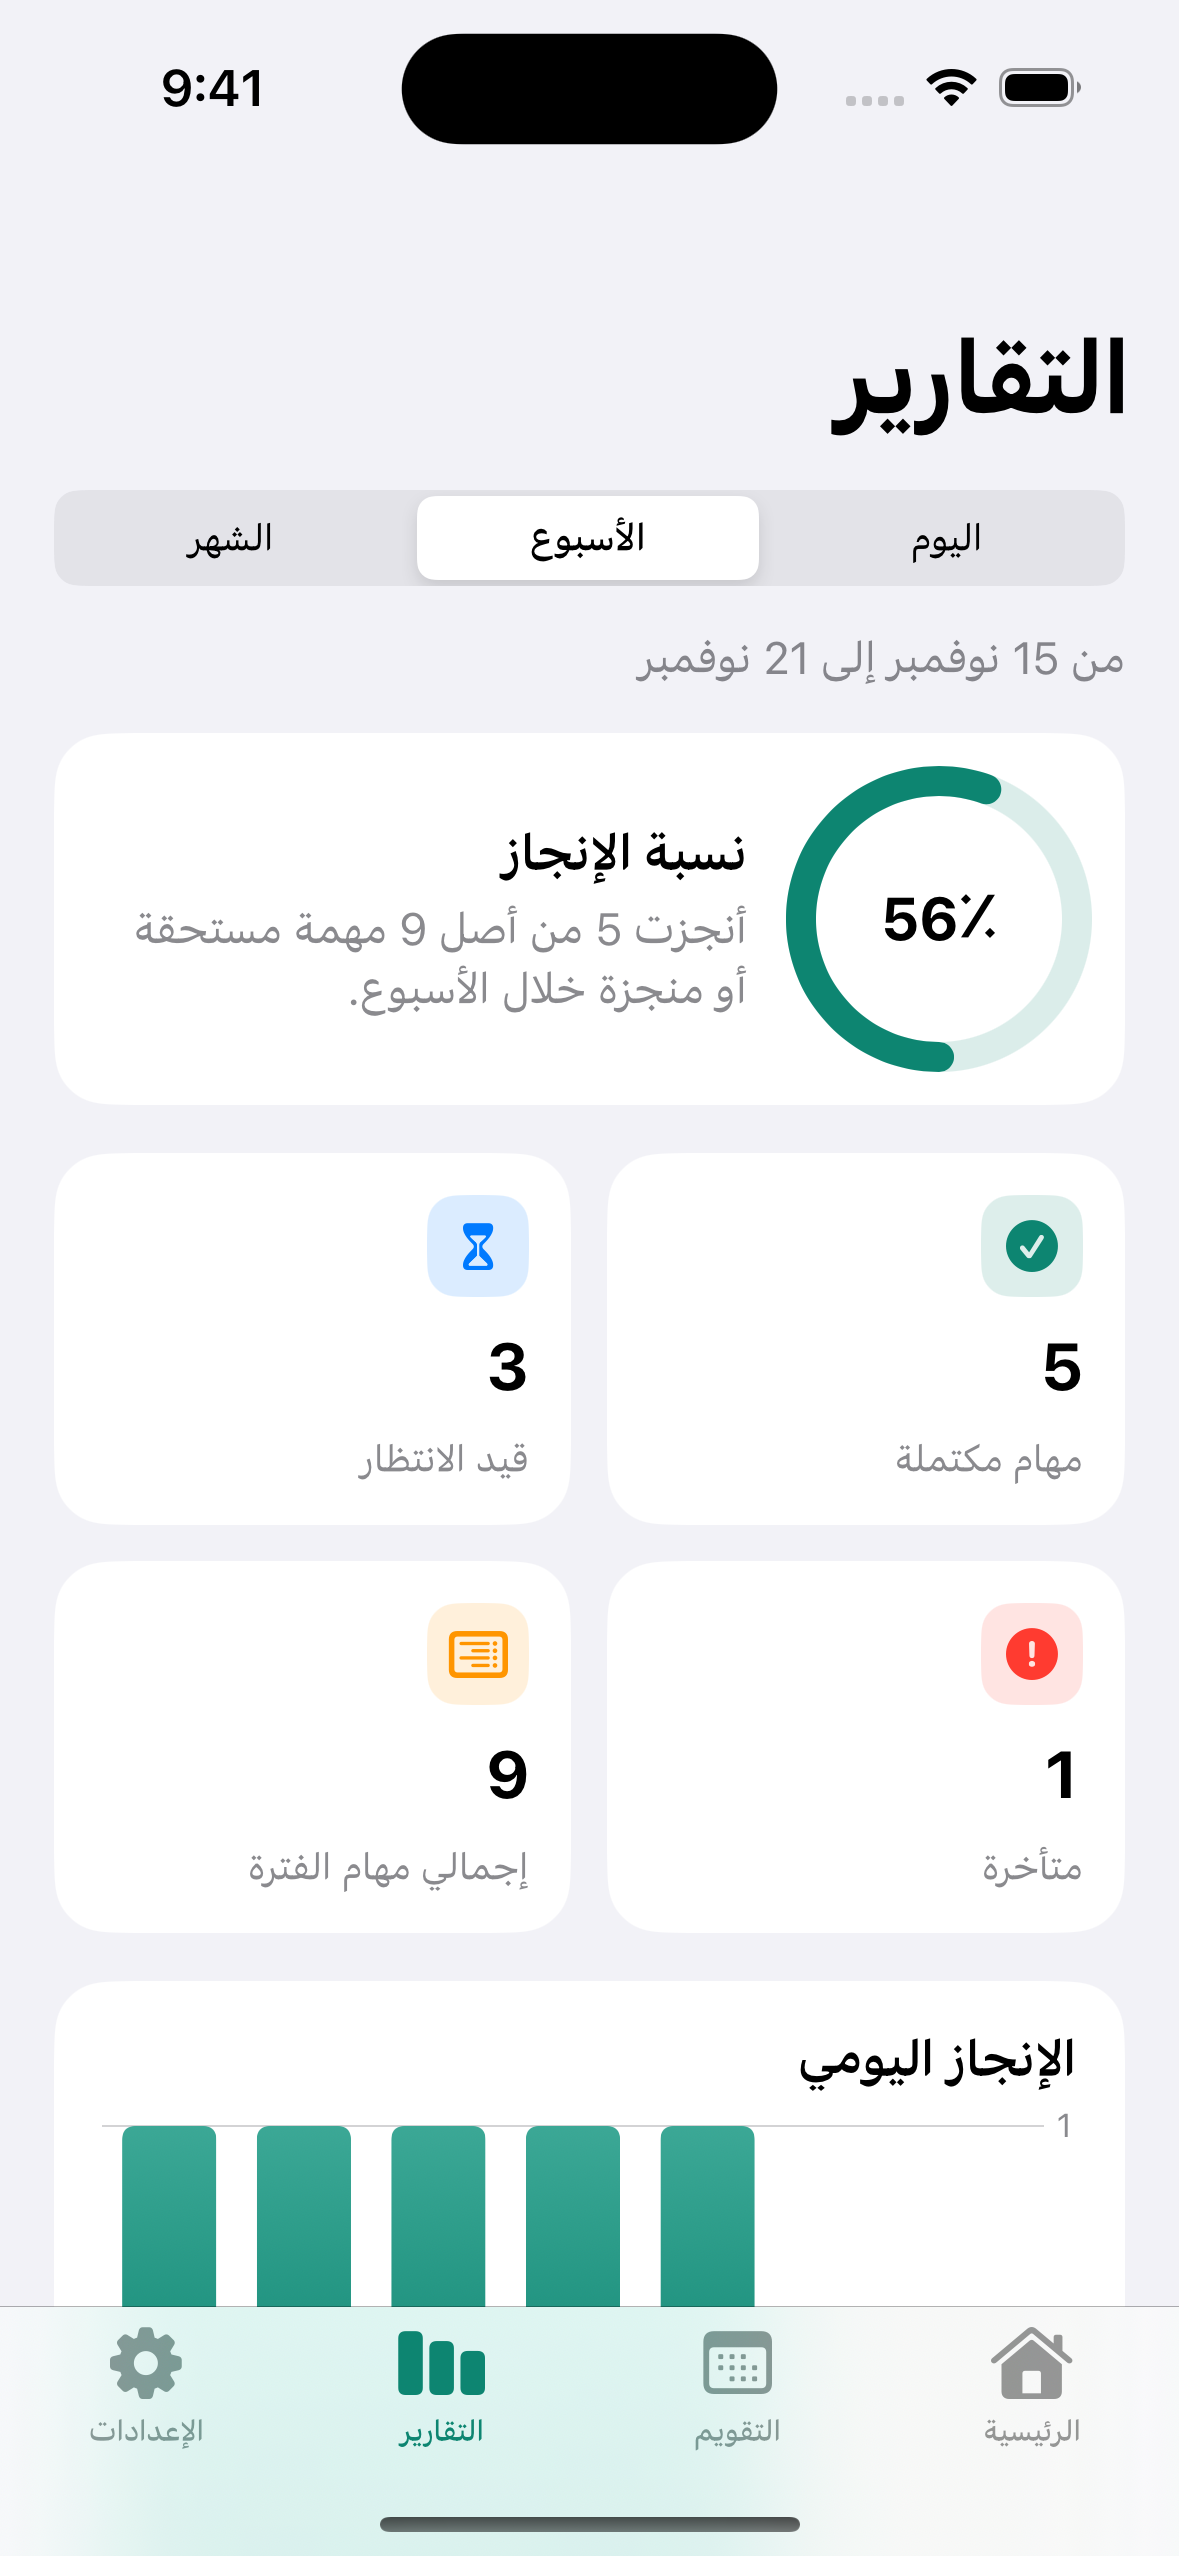 9:41
التقارير
اليوم
الأسبوع
الشهر
من 15 نوفمبر إلى 21 نوفمبر
56٪
نسبة الإنجاز
أنجزت 5 من أصل 9 مهمة مستحقة
أو منجزة خلال الأسبوع.
5
مهام مكتملة
3
قيد الانتظار
1
متأخرة
9
إجمالي مهام الفترة
الإنجاز اليومي
1
الرئيسية
التقويم
التقارير
الإعدادات